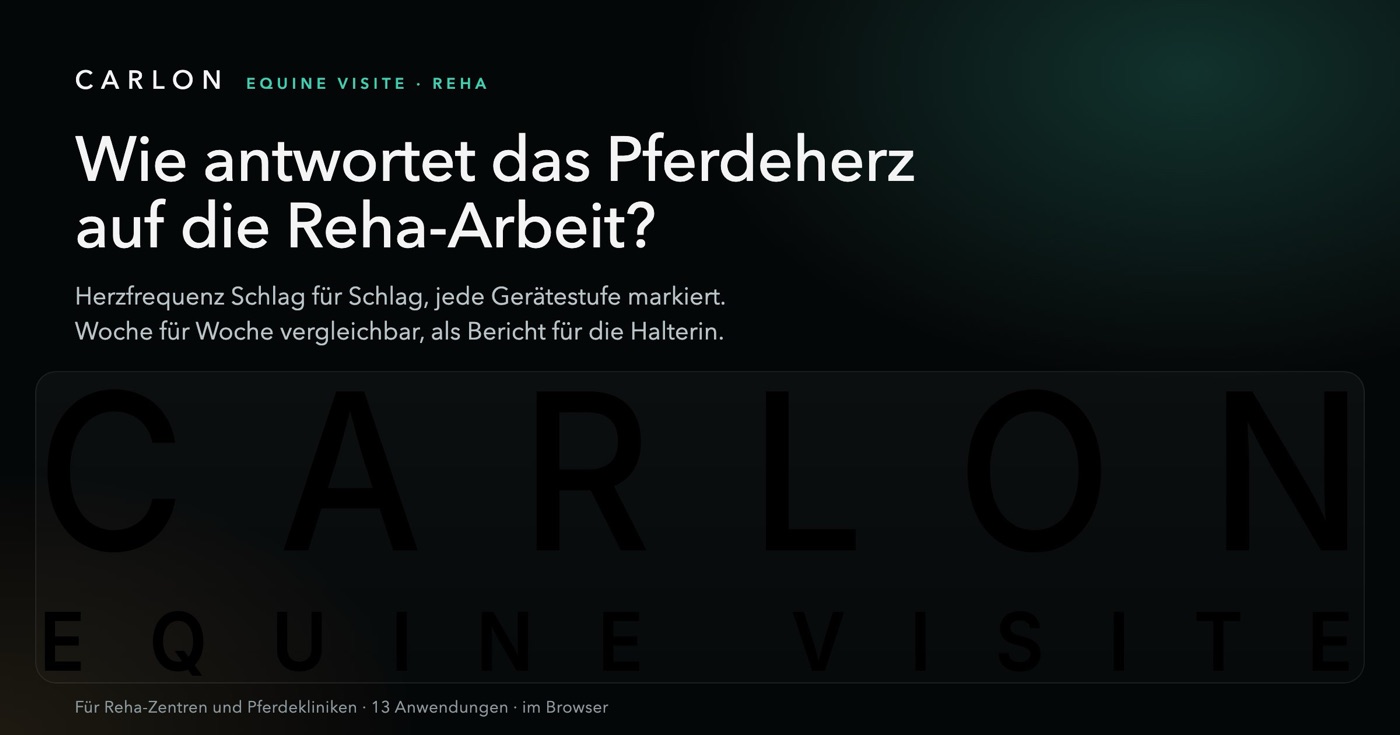 CARLON EQUINE VISITE · REHA
Wie antwortet das Pferdeherz
auf die Reha-Arbeit?
Herzfrequenz Schlag für Schlag, jede Gerätestufe markiert.
Woche für Woche vergleichbar, als Bericht für die Halterin.
CARLON
EQUINE VISITE
Für Reha-Zentren und Pferdekliniken · 13 Anwendungen · im Browser